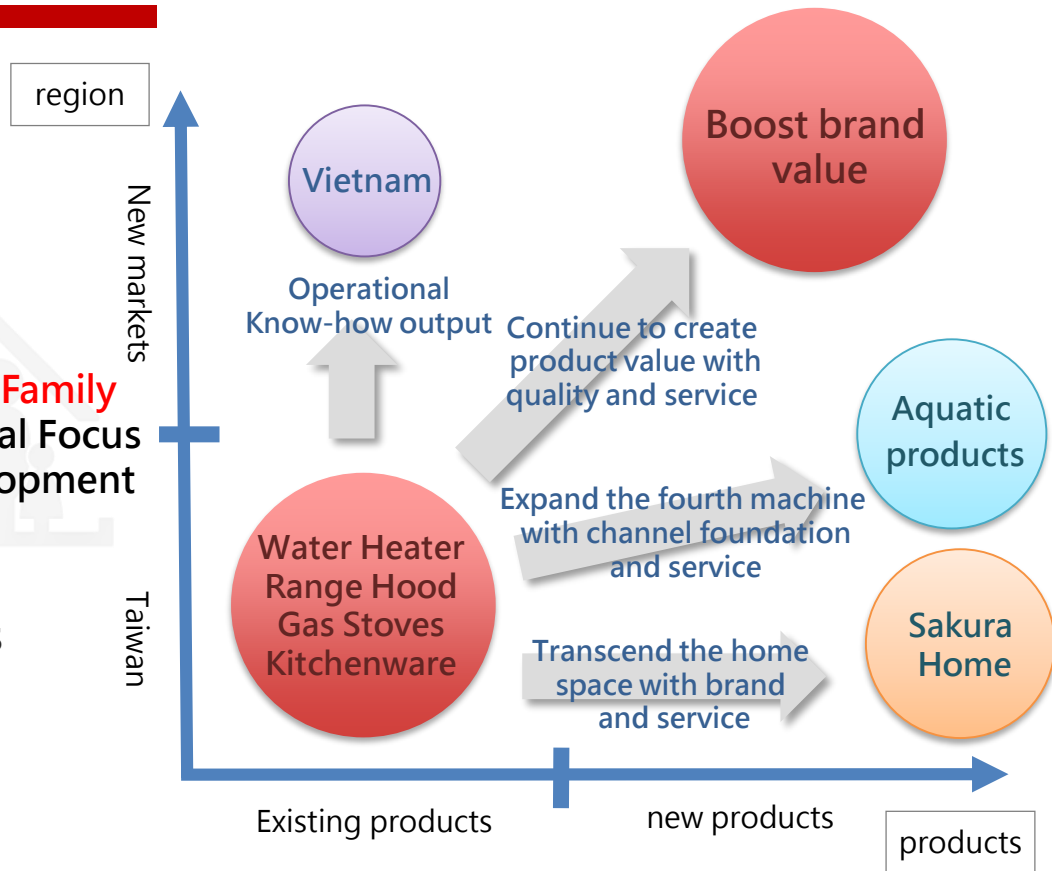 region
New markets
Taiwan
Family
al Focus
opment
s
Vietnam
Operational
Know-how output
Boost brand
value
Continue to create
product value with
quality and service
Aquatic
products
Expand the fourth machine
with channel foundation
and service
Water Heater
Range Hood
Gas Stoves
Kitchenware
Sakura
Home
Transcend the home
space with brand
and service
Existing products
new products
products